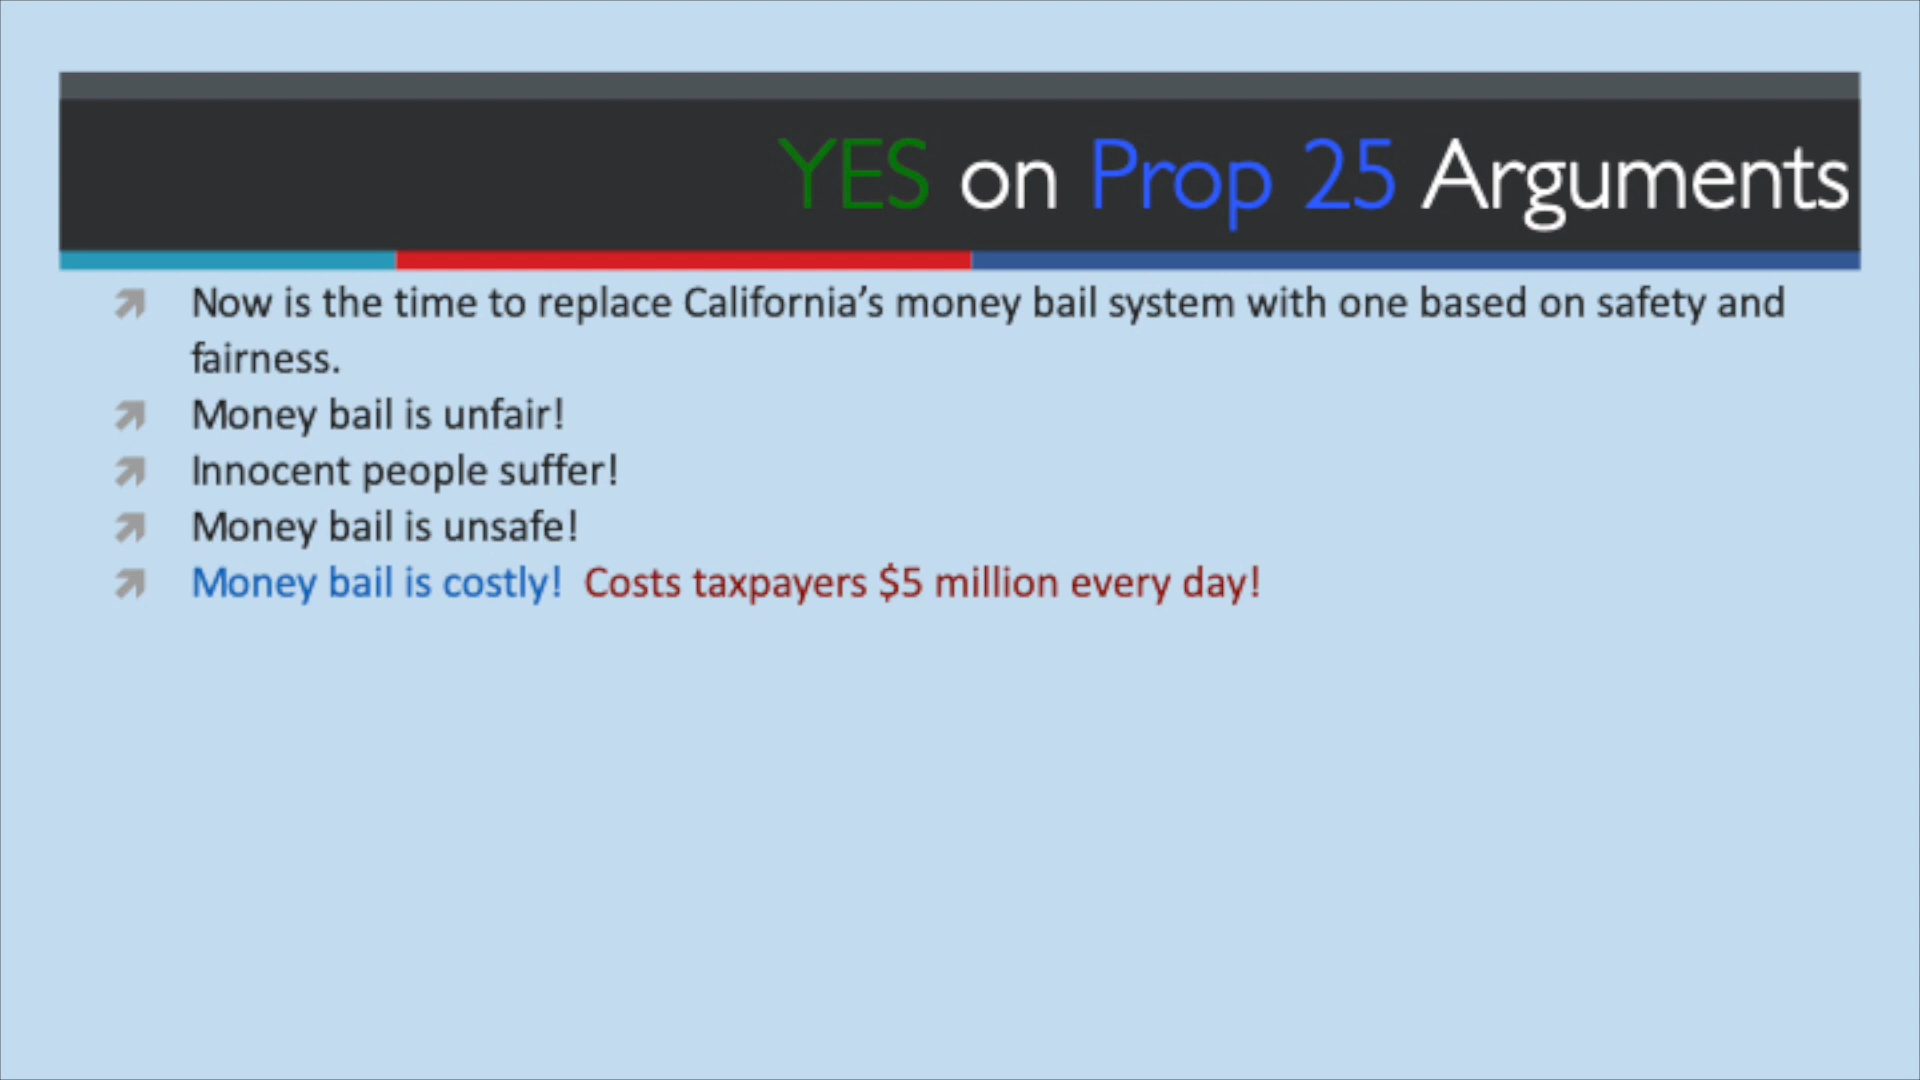 YES on Prop 25 Arguments
Now is the time to replace California’s money bail system with one based on safety and
fairness.
Money bail is unfair!
Innocent people suffer!
Money bail is unsafe!
Money bail is costly!  Costs taxpayers $5 million every day!